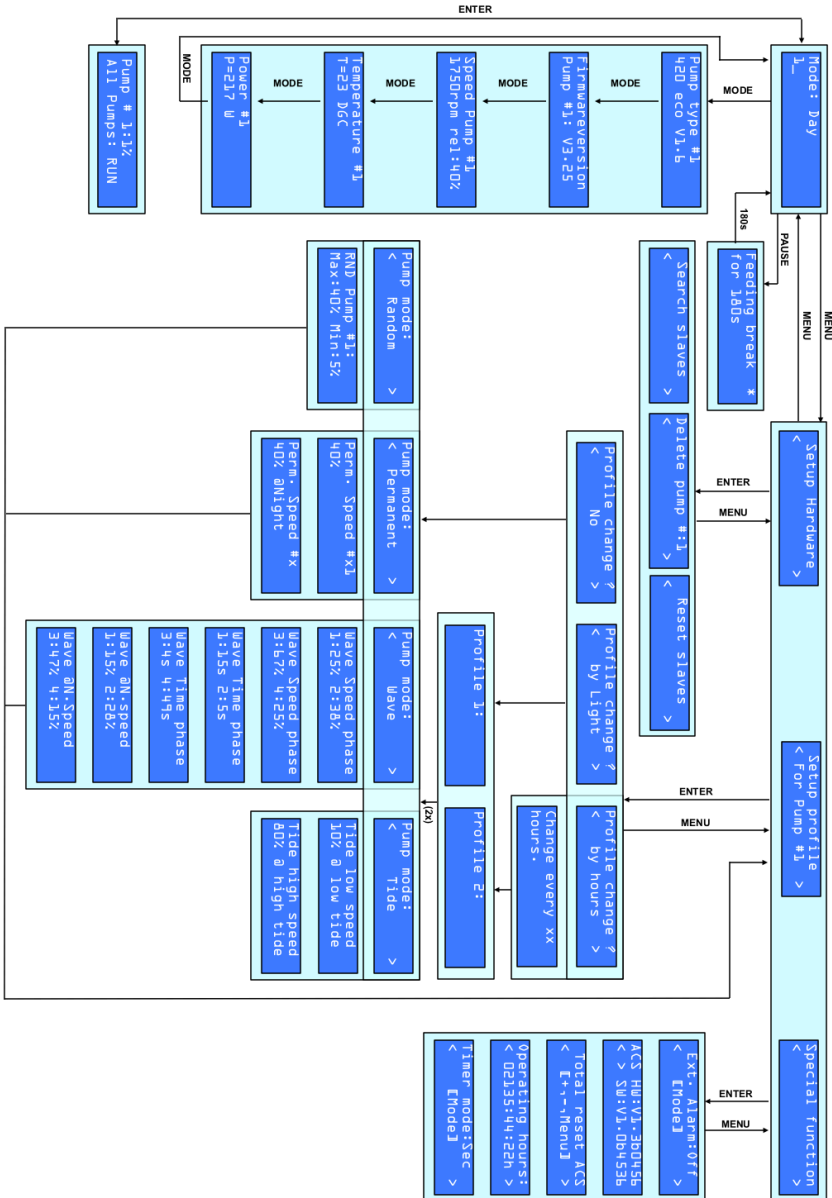 Mode: Day
1_
MENU
MENU
< Setup Hardware
>
Setup profile
< For Pump #1 >
Special function
< >
PAUSE
180s
Feeding break *
for 180s
ENTER
MODE
Pump type #1
420 eco V1.6
MODE
Firmwareversion
Pump #1: V3.25
MODE
Speed Pump #1
1750rpm rel:40%
MODE
Temperature #1
T=23 DGC
MODE
Power #1
P=217 W
MODE
Pump # 1:1%
All Pumps: RUN
ENTER
MENU
< Search slaves >
Delete pump #:1
< >
Reset slaves
< >
ENTER
MENU
Profile change ?
< No >
Profile change ?
< by Light >
Profile change ?
< by hours >
Change every xx
hours.
Profile 1:
Profile 2:
(2x)
Pump mode:
< Random >
RND Pump #1:
Max:40% Min:5%
Pump mode:
< Permanent >
Perm. Speed #x1
40%
Perm. Speed #x
40% @Night
Pump mode:
< Wave >
Wave Speed phase
1:25% 2:38%
Wave Speed phase
3:67% 4:25%
Wave Time phase
1:15s 2:5s
Wave Time phase
3:4s 4:49s
Wave @N.speed
1:15% 2:28%
Wave @N.Speed
3:47% 4:15%
Pump mode:
< Tide >
Tide low speed
10% @ low tide
Tide high speed
80% @ high tide
ENTER
MENU
Ext. Alarm:Off
< [Mode] >
ACS HW:V1.3b0456
< > SW:V1.0b4536
Total reset ACS
< [+,-,Menu] >
Operating hours:
< 02135:44:22h >
Timer mode:Sec
< [Mode] >